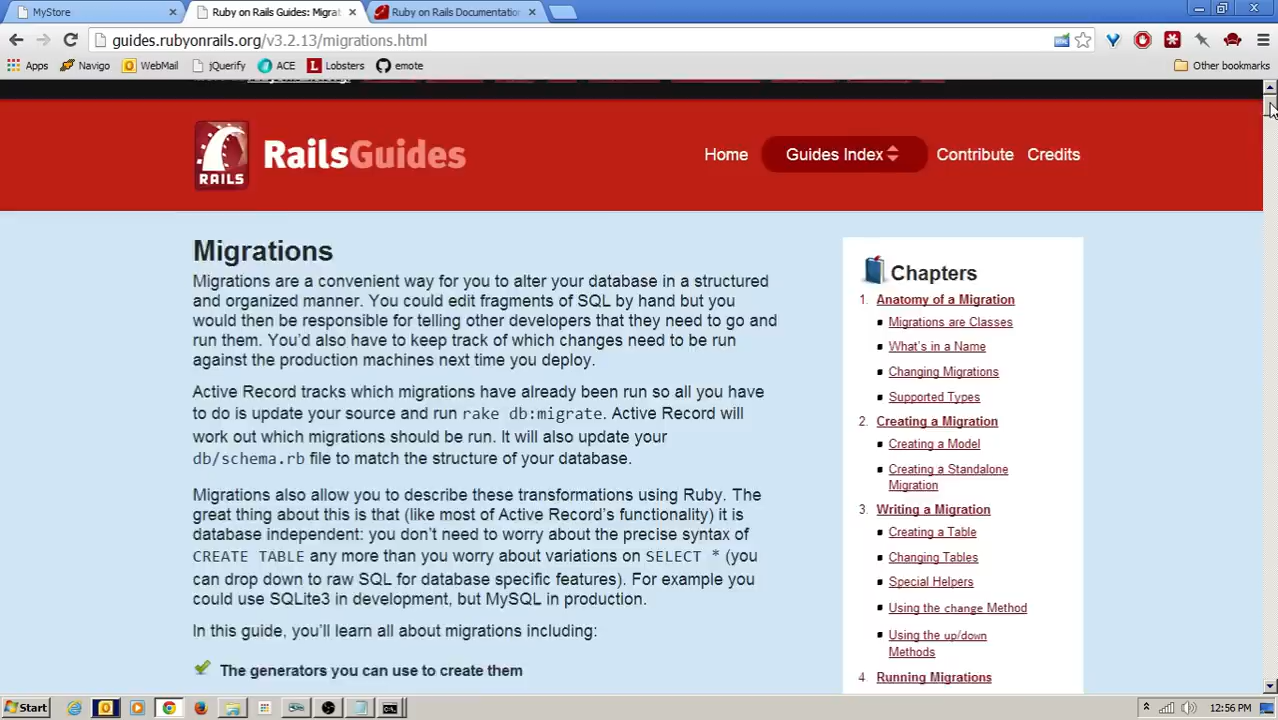 MyStore
Ruby on Rails Guides: Migrat
Ruby on Rails Documentatio
guides.rubyonrails.org/v3.2.13/migrations.html
Apps
Navigo
WebMail
jQuerify
ACE
Lobsters
emote
Other bookmarks
RAILS
RailsGuides
Home
Guides Index
Contribute
Credits
Migrations
Migrations are a convenient way for you to alter your database in a structured
and organized manner. You could edit fragments of SQL by hand but you
would then be responsible for telling other developers that they need to go and
run them. You'd also have to keep track of which changes need to be run
against the production machines next time you deploy.
Active Record tracks which migrations have already been run so all you have
to do is update your source and run rake db:migrate. Active Record will
work out which migrations should be run. It will also update your
db/schema.rb file to match the structure of your database.
Migrations also allow you to describe these transformations using Ruby. The
great thing about this is that (like most of Active Record's functionality) it is
database independent: you don't need to worry about the precise syntax of
CREATE TABLE any more than you worry about variations on SELECT * (you
can drop down to raw SQL for database specific features). For example you
could use SQLite3 in development, but MySQL in production.
In this guide, you'll learn all about migrations including:
The generators you can use to create them
Chapters
1. Anatomy of a Migration
Migrations are Classes
What's in a Name
Changing Migrations
Supported Types
2. Creating a Migration
Creating a Model
Creating a Standalone
Migration
3. Writing a Migration
Creating a Table
Changing Tables
Special Helpers
Using the change Method
Using the up/down
Methods
4. Running Migrations
Start
12:56 PM